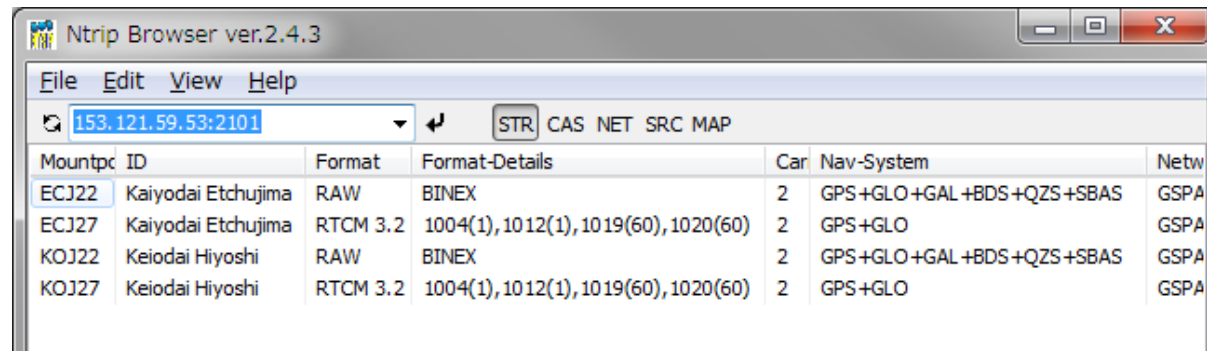 Ntrip Browser ver.2.4.3
File Edit View Help
153.121.59.53:2101 STR CAS NET SRC MAP
Mountpc ID Format Format-Details Car Nav-System Netw
ECJ22 Kaiyodai Etchujima RAW BINEX 2 GPS+GLO+GAL+BDS+QZS+SBAS GSPA
ECJ27 Kaiyodai Etchujima RTCM 3.2 1004(1),1012(1),1019(60),1020(60) 2 GPS+GLO GSPA
KOJ22 Keiodai Hiyoshi RAW BINEX 2 GPS+GLO+GAL+BDS+QZS+SBAS GSPA
KOJ27 Keiodai Hiyoshi RTCM 3.2 1004(1),1012(1),1019(60),1020(60) 2 GPS+GLO GSPA